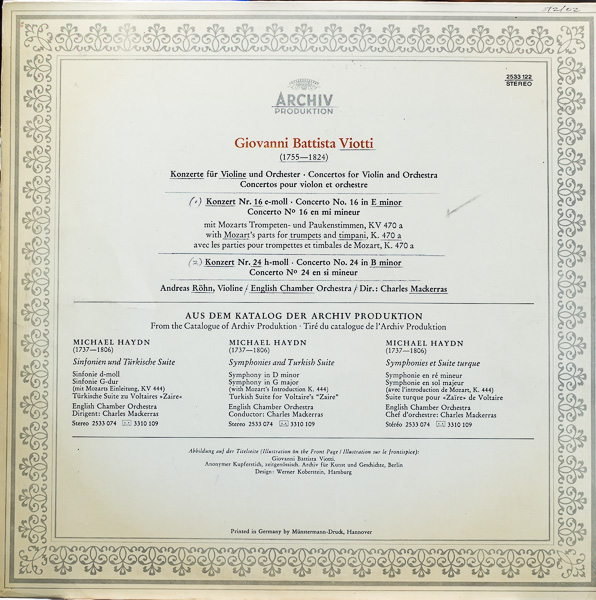 512/02
2533 122
STEREO
ARCHIV
PRODUKTION
Giovanni Battista Viotti
(1755—1824)
Konzerte für Violine und Orchester · Concertos for Violin and Orchestra
Concertos pour violon et orchestre
(1) Konzert Nr. 16 e-moll · Concerto No. 16 in E minor
Concerto Nº 16 en mi mineur
mit Mozarts Trompeten- und Paukenstimmen, KV 470 a
with Mozart's parts for trumpets and timpani, K. 470 a
avec les parties pour trompettes et timbales de Mozart, K. 470 a
(2) Konzert Nr. 24 h-moll · Concerto No. 24 in B minor
Concerto Nº 24 en si mineur
Andreas Röhn, Violine / English Chamber Orchestra / Dir.: Charles Mackerras
AUS DEM KATALOG DER ARCHIV PRODUKTION
From the Catalogue of Archiv Produktion · Tiré du catalogue de l'Archiv Produktion
MICHAEL HAYDN
(1737—1806)
Sinfonien und Türkische Suite
Sinfonie d-moll
Sinfonie G-dur
(mit Mozarts Einleitung, KV 444)
Türkische Suite zu Voltaires «Zaire»
English Chamber Orchestra
Dirigent: Charles Mackerras
Stereo 2533 074 3310 109
MICHAEL HAYDN
(1737—1806)
Symphonies and Turkish Suite
Symphony in D minor
Symphony in G major
(with Mozart's Introduction K. 444)
Turkish Suite for Voltaire's "Zaire"
English Chamber Orchestra
Conductor: Charles Mackerras
Stereo 2533 074 3310 109
MICHAEL HAYDN
(1737—1806)
Symphonies et Suite turque
Symphonie en ré mineur
Symphonie en sol majeur
(avec l'introduction de Mozart, K. 444)
Suite turque pour «Zaïre» de Voltaire
English Chamber Orchestra
Chef d'orchestre: Charles Mackerras
Stéréo 2533 074 3310 109
Abbildung auf der Titelseite (Illustration on the Front Page / Illustration sur le frontispice):
Giovanni Battista Viotti.
Anonymer Kupferstich, zeitgenössisch. Archiv für Kunst und Geschichte, Berlin
Design: Werner Koberstein, Hamburg
Printed in Germany by Münstermann-Druck, Hannover